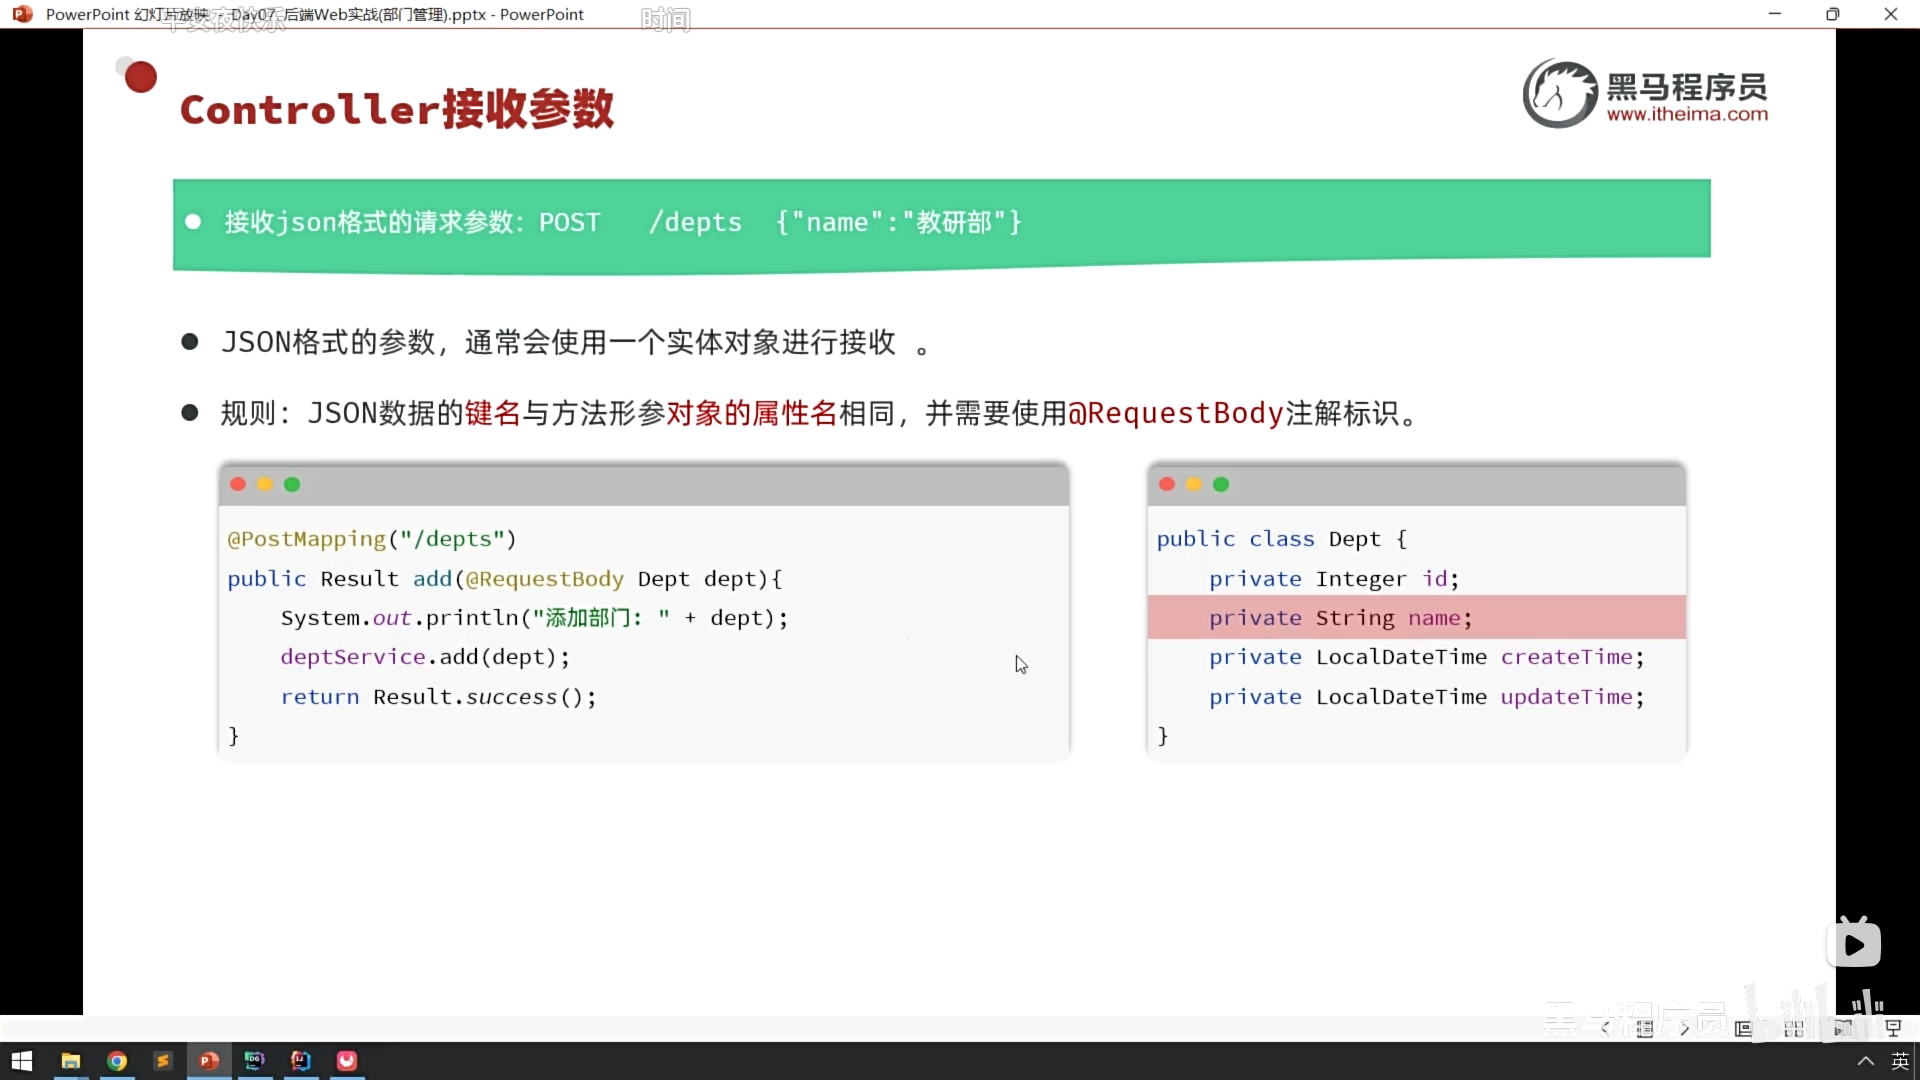 PowerPoint 幻灯片放映 - Day07. 后端Web实战(部门管理).pptx - PowerPoint
时间
Controller接收参数
黑马程序员
www.itheima.com
接收json格式的请求参数：POST /depts {"name":"教研部"}
JSON格式的参数，通常会使用一个实体对象进行接收 。
规则：JSON数据的键名与方法形参对象的属性名相同，并需要使用@RequestBody注解标识。
@PostMapping("/depts")
public Result add(@RequestBody Dept dept){
System.out.println("添加部门: " + dept);
deptService.add(dept);
return Result.success();
}
public class Dept {
private Integer id;
private String name;
private LocalDateTime createTime;
private LocalDateTime updateTime;
}
黑马程序员
bilibili
英